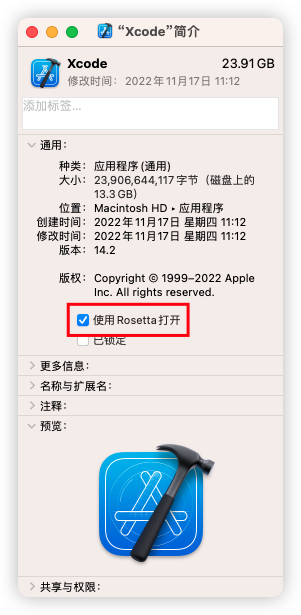 “Xcode”简介
Xcode 23.91 GB
修改时间： 2022年11月17日 11:12
添加标签...
通用：
种类： 应用程序 (通用)
大小： 23,906,644,117 字节（磁盘上的
13.3 GB）
位置： Macintosh HD ▸ 应用程序
创建时间： 2022年11月17日 星期四 11:12
修改时间： 2022年11月17日 星期四 11:12
版本： 14.2
版权： Copyright © 1999–2022 Apple
Inc. All rights reserved.
使用 Rosetta 打开
已锁定
更多信息：
名称与扩展名：
注释：
预览：
共享与权限：